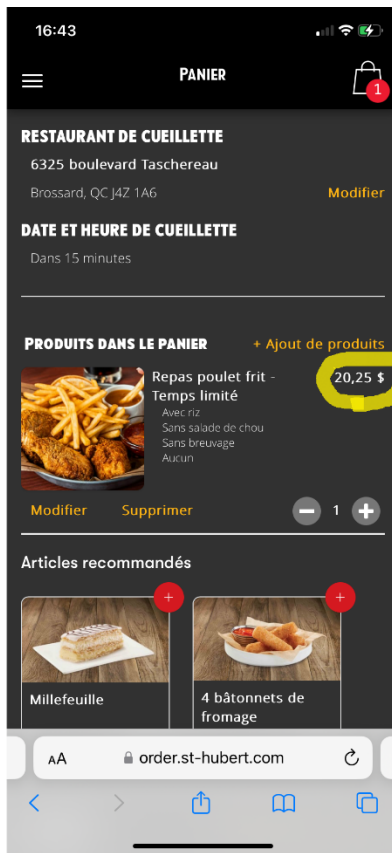 16:43
PANIER
1
RESTAURANT DE CUEILLETTE
6325 boulevard Taschereau
Brossard, QC J4Z 1A6
Modifier
DATE ET HEURE DE CUEILLETTE
Dans 15 minutes
PRODUITS DANS LE PANIER
+ Ajout de produits
Repas poulet frit -
Temps limité
20,25 $
Avec riz
Sans salade de chou
Sans breuvage
Aucun
Modifier
Supprimer
1
Articles recommandés
Millefeuille
4 bâtonnets de
fromage
AA
order.st-hubert.com